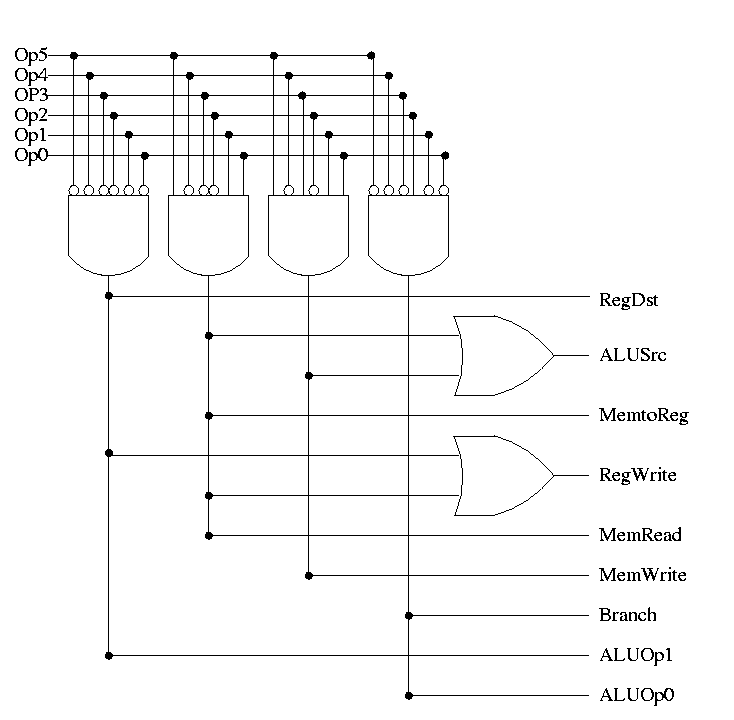 Op5
Op4
OP3
Op2
Op1
Op0
RegDst
ALUSrc
MemtoReg
RegWrite
MemRead
MemWrite
Branch
ALUOp1
ALUOp0